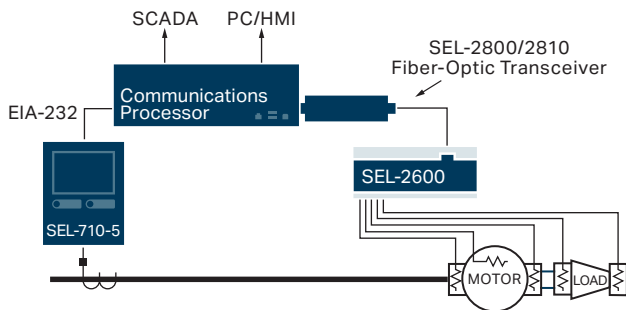 SCADA
PC/HMI
SEL-2800/2810
Fiber-Optic Transceiver
Communications
Processor
EIA-232
SEL-2600
SEL-710-5
MOTOR
LOAD